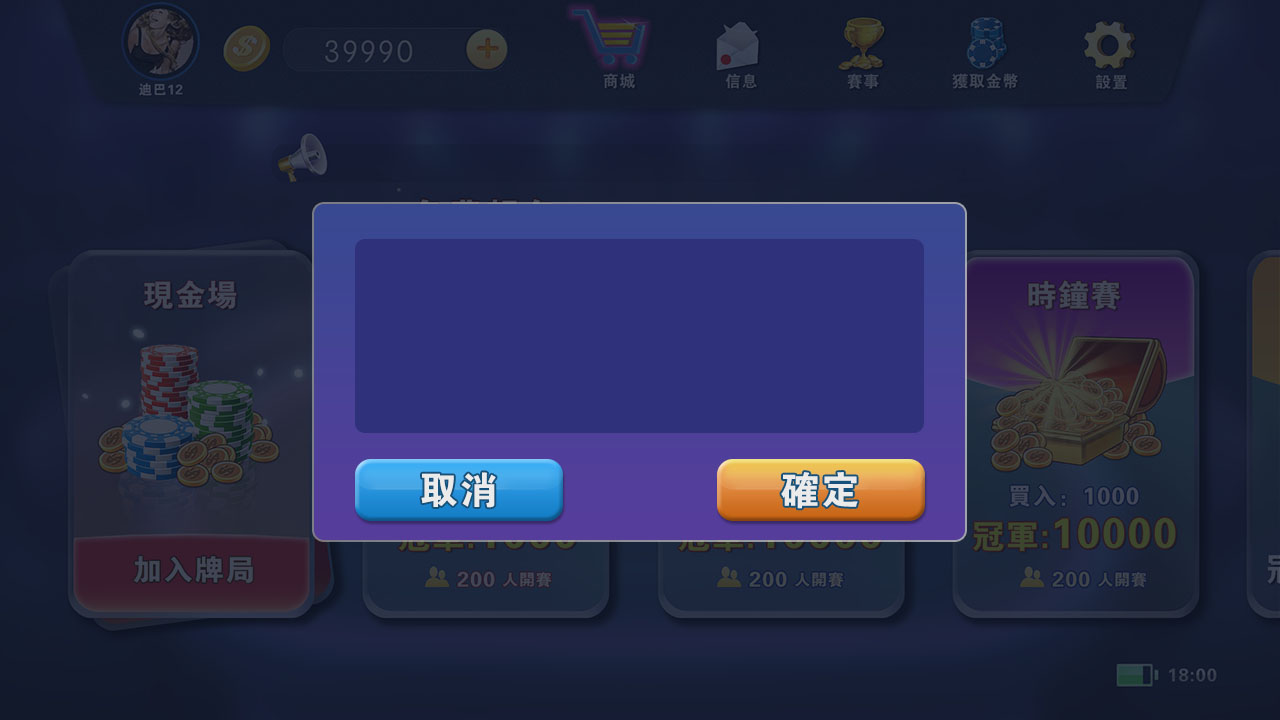 39990
迪巴12
商城
信息
賽事
獲取金幣
設置
現金場
時鐘賽
取消
確定
買入：1000
冠軍:10000
加入牌局
200 人開賽
200 人開賽
200 人開賽
18:00